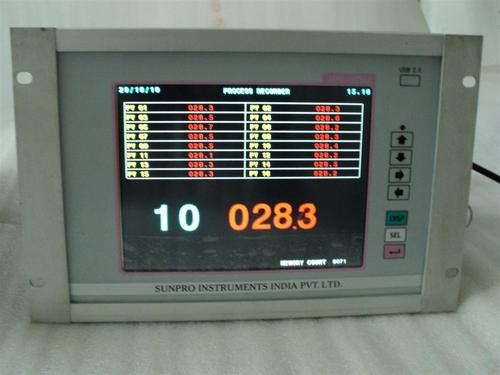 USB 2.0
29/10/10 PROCESS RECORDER 15.10
PV 01 028.3 PV 02 028.3
PV 03 028.5 PV 04 028.6
PV 05 028.7 PV 06 028.2
PV 07 028.5 PV 08 028.3
PV 09 028.5 PV 10 028.4
PV 11 028.1 PV 12 028.2
PV 13 028.3 PV 14 028.5
PV 15 028.3 PV 16 028.2
10 028.3
MEMORY COUNT 0071
DISP
SEL
SUNPRO INSTRUMENTS INDIA PVT. LTD.